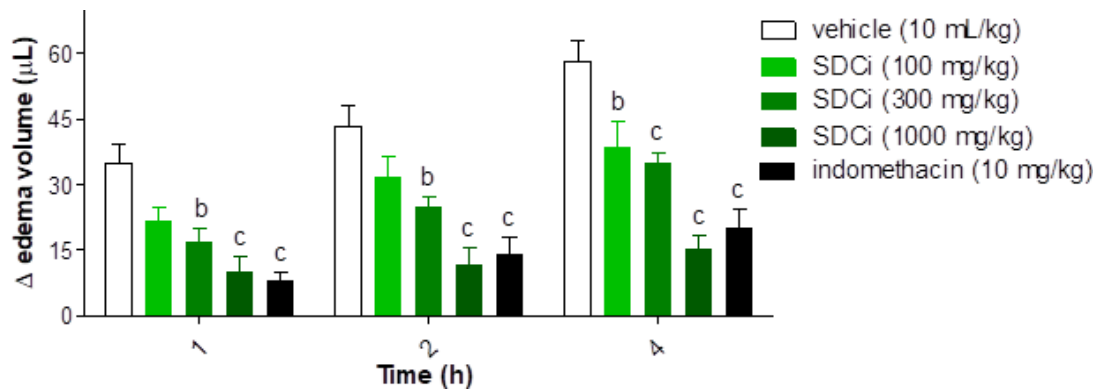 Δ edema volume (µL)
60
45
30
15
0
b
c
c
b
c
c
b
c
c
c
1
2
4
Time (h)
vehicle (10 mL/kg)
SDCi (100 mg/kg)
SDCi (300 mg/kg)
SDCi (1000 mg/kg)
indomethacin (10 mg/kg)